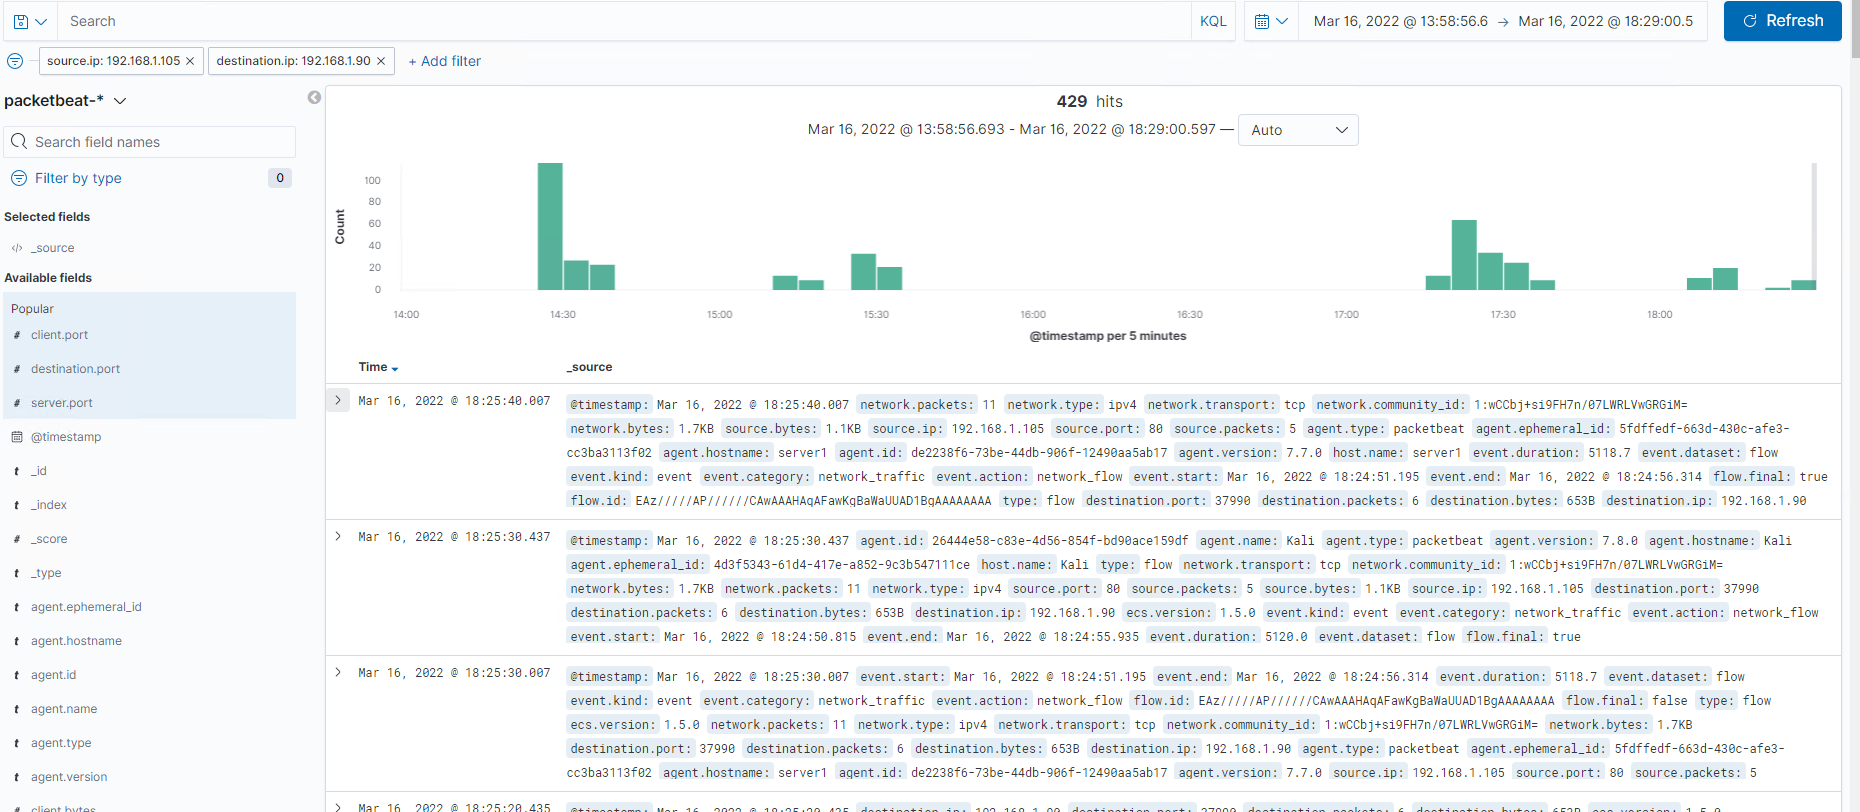 Search KQL Mar 16, 2022 @ 13:58:56.6 → Mar 16, 2022 @ 18:29:00.5 Refresh
source.ip: 192.168.1.105 × destination.ip: 192.168.1.90 × + Add filter
packetbeat-*
Search field names
Filter by type 0
Selected fields
_source
Available fields
Popular
# client.port
# destination.port
# server.port
@timestamp
t _id
t _index
# _score
t _type
t agent.ephemeral_id
t agent.hostname
t agent.id
t agent.name
t agent.type
t agent.version
# client.bytes
429 hits
Mar 16, 2022 @ 13:58:56.693 - Mar 16, 2022 @ 18:29:00.597 — Auto
Count
100
80
60
40
20
0
14:00 14:30 15:00 15:30 16:00 16:30 17:00 17:30 18:00
@timestamp per 5 minutes
Time _source
Mar 16, 2022 @ 18:25:40.007
@timestamp: Mar 16, 2022 @ 18:25:40.007 network.packets: 11 network.type: ipv4 network.transport: tcp network.community_id: 1:wCCbj+si9FH7n/07LWRLVwGRGiM=
network.bytes: 1.7KB source.bytes: 1.1KB source.ip: 192.168.1.105 source.port: 80 source.packets: 5 agent.type: packetbeat agent.ephemeral_id: 5fdffedf-663d-430c-afe3-
cc3ba3113f02 agent.hostname: server1 agent.id: de2238f6-73be-44db-906f-12490aa5ab17 agent.version: 7.7.0 host.name: server1 event.duration: 5118.7 event.dataset: flow
event.kind: event event.category: network_traffic event.action: network_flow event.start: Mar 16, 2022 @ 18:24:51.195 event.end: Mar 16, 2022 @ 18:24:56.314 flow.final: true
flow.id: EAz/////AP//////CAwAAAHAqAFawKgBaWaUUAD1BgAAAAAAAA type: flow destination.port: 37990 destination.packets: 6 destination.bytes: 653B destination.ip: 192.168.1.90
Mar 16, 2022 @ 18:25:30.437
@timestamp: Mar 16, 2022 @ 18:25:30.437 agent.id: 26444e58-c83e-4d56-854f-bd90ace159df agent.name: Kali agent.type: packetbeat agent.version: 7.8.0 agent.hostname: Kali
agent.ephemeral_id: 4d3f5343-61d4-417e-a852-9c3b547111ce host.name: Kali type: flow network.transport: tcp network.community_id: 1:wCCbj+si9FH7n/07LWRLVwGRGiM=
network.bytes: 1.7KB network.packets: 11 network.type: ipv4 source.port: 80 source.packets: 5 source.bytes: 1.1KB source.ip: 192.168.1.105 destination.port: 37990
destination.packets: 6 destination.bytes: 653B destination.ip: 192.168.1.90 ecs.version: 1.5.0 event.kind: event event.category: network_traffic event.action: network_flow
event.start: Mar 16, 2022 @ 18:24:50.815 event.end: Mar 16, 2022 @ 18:24:55.935 event.duration: 5120.0 event.dataset: flow flow.final: true
Mar 16, 2022 @ 18:25:30.007
@timestamp: Mar 16, 2022 @ 18:25:30.007 event.start: Mar 16, 2022 @ 18:24:51.195 event.end: Mar 16, 2022 @ 18:24:56.314 event.duration: 5118.7 event.dataset: flow
event.kind: event event.category: network_traffic event.action: network_flow flow.id: EAz/////AP//////CAwAAAHAqAFawKgBaWaUUAD1BgAAAAAAAA flow.final: false type: flow
ecs.version: 1.5.0 network.packets: 11 network.type: ipv4 network.transport: tcp network.community_id: 1:wCCbj+si9FH7n/07LWRLVwGRGiM= network.bytes: 1.7KB
destination.port: 37990 destination.packets: 6 destination.bytes: 653B destination.ip: 192.168.1.90 agent.type: packetbeat agent.ephemeral_id: 5fdffedf-663d-430c-afe3-
cc3ba3113f02 agent.hostname: server1 agent.id: de2238f6-73be-44db-906f-12490aa5ab17 agent.version: 7.7.0 source.ip: 192.168.1.105 source.port: 80 source.packets: 5
Mar 16, 2022 @ 18:25:20.435
@timestamp: Mar 16, 2022 @ 18:25:20.435 destination.ip: 192.168.1.90 destination.port: 37990 destination.packets: 6 destination.bytes: 653B ecs.version: 1.5.0